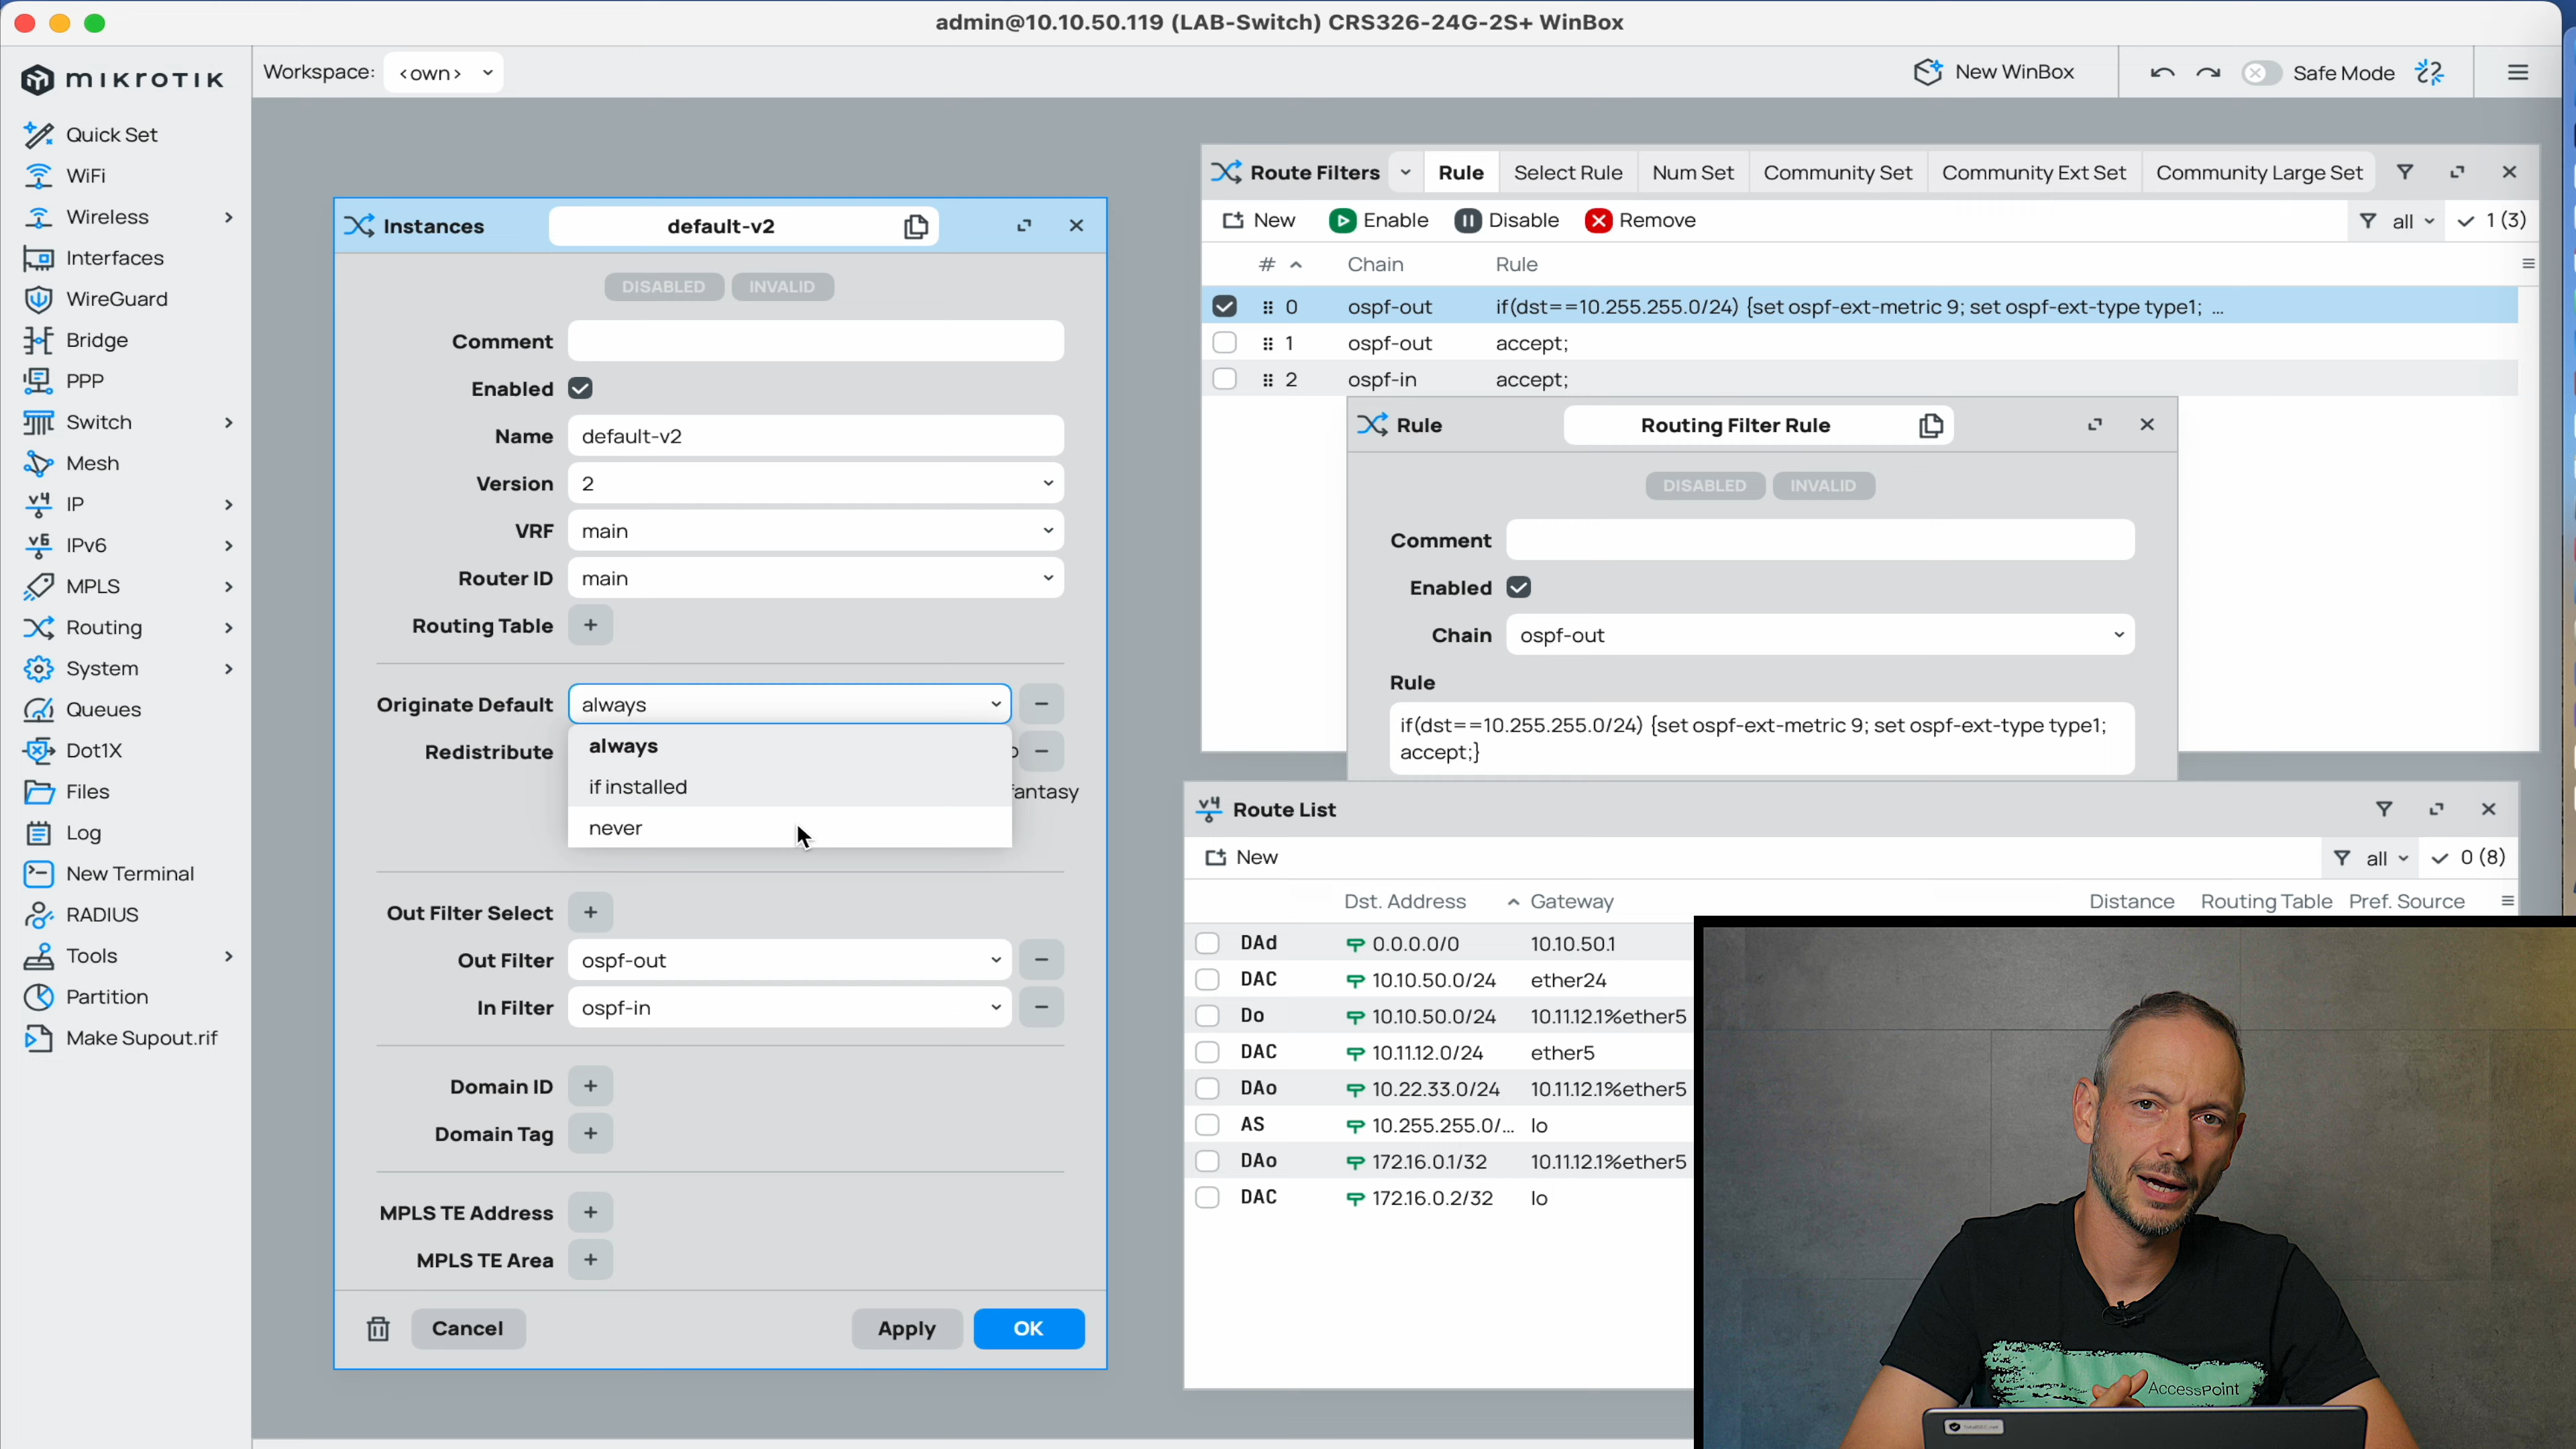 admin@10.10.50.119 (LAB-Switch) CRS326-24G-2S+ WinBox
mikrotik
Workspace: <own>
New WinBox
Safe Mode
Quick Set
WiFi
Wireless
Interfaces
WireGuard
Bridge
PPP
Switch
Mesh
IP
IPv6
MPLS
Routing
System
Queues
Dot1X
Files
Log
New Terminal
RADIUS
Tools
Partition
Make Supout.rif
Instances default-v2
DISABLED INVALID
Comment
Enabled
Name default-v2
Version 2
VRF main
Router ID main
Routing Table +
Originate Default always
always
Redistribute
if installed
fantasy
never
Out Filter Select +
Out Filter ospf-out
In Filter ospf-in
Domain ID +
Domain Tag +
MPLS TE Address +
MPLS TE Area +
Cancel Apply OK
Route Filters Rule Select Rule Num Set Community Set Community Ext Set Community Large Set
New Enable Disable Remove all 1 (3)
# Chain Rule
0 ospf-out if(dst==10.255.255.0/24) {set ospf-ext-metric 9; set ospf-ext-type type1; ...
1 ospf-out accept;
2 ospf-in accept;
Rule Routing Filter Rule
DISABLED INVALID
Comment
Enabled
Chain ospf-out
Rule
if(dst==10.255.255.0/24) {set ospf-ext-metric 9; set ospf-ext-type type1;
accept;}
v4 Route List
New all 0 (8)
Dst. Address Gateway Distance Routing Table Pref. Source
DAd 0.0.0.0/0 10.10.50.1
DAC 10.10.50.0/24 ether24
Do 10.10.50.0/24 10.11.12.1%ether5
DAC 10.11.12.0/24 ether5
DAo 10.22.33.0/24 10.11.12.1%ether5
AS 10.255.255.0/... lo
DAo 172.16.0.1/32 10.11.12.1%ether5
DAC 172.16.0.2/32 lo
AccessPoint